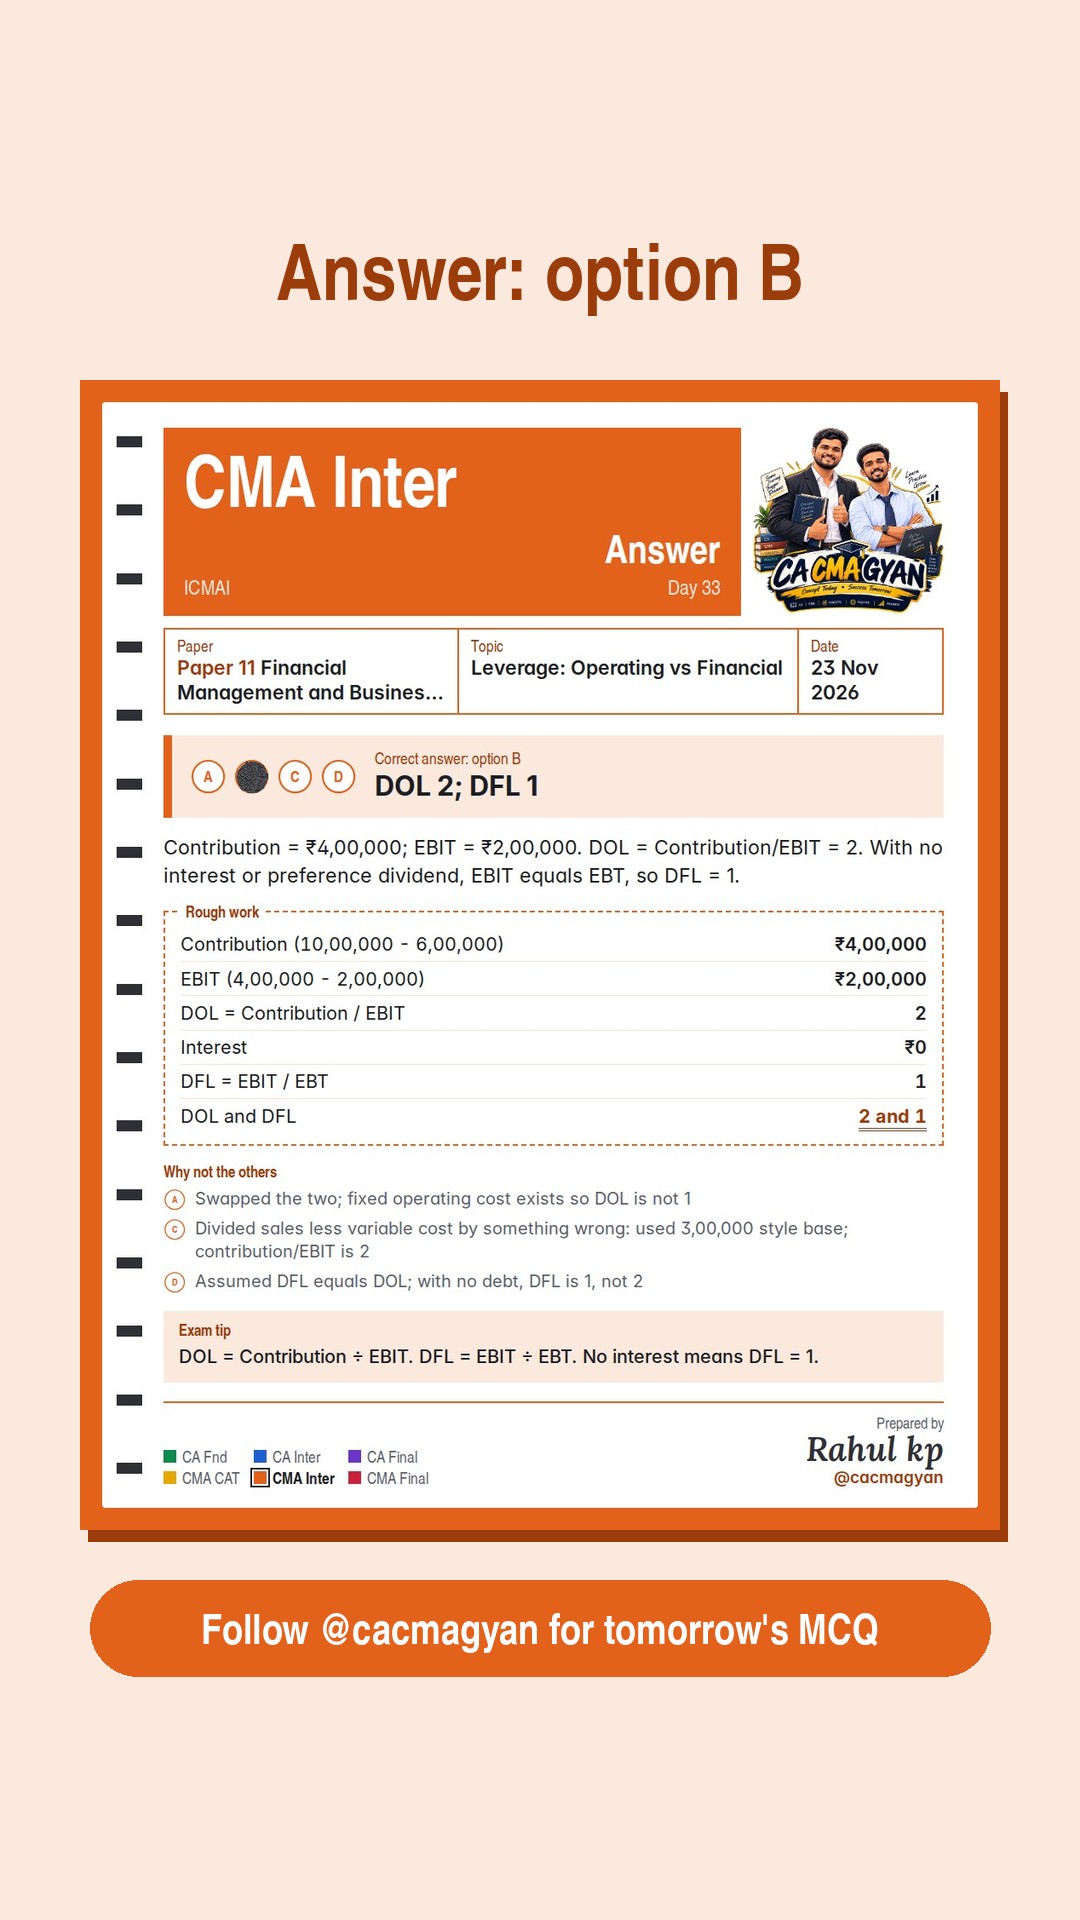 Answer: option B
CMA Inter
Answer
ICMAI
Day 33
CA CMA GYAN
Concept Today • Success Tomorrow
Paper
Paper 11 Financial
Management and Busines...
Topic
Leverage: Operating vs Financial
Date
23 Nov
2026
A
C
D
Correct answer: option B
DOL 2; DFL 1
Contribution = ₹4,00,000; EBIT = ₹2,00,000. DOL = Contribution/EBIT = 2. With no
interest or preference dividend, EBIT equals EBT, so DFL = 1.
Rough work
Contribution (10,00,000 - 6,00,000) ₹4,00,000
EBIT (4,00,000 - 2,00,000) ₹2,00,000
DOL = Contribution / EBIT 2
Interest ₹0
DFL = EBIT / EBT 1
DOL and DFL 2 and 1
Why not the others
A Swapped the two; fixed operating cost exists so DOL is not 1
C Divided sales less variable cost by something wrong: used 3,00,000 style base;
contribution/EBIT is 2
D Assumed DFL equals DOL; with no debt, DFL is 1, not 2
Exam tip
DOL = Contribution ÷ EBIT. DFL = EBIT ÷ EBT. No interest means DFL = 1.
CA Fnd CA Inter CA Final
CMA CAT CMA Inter CMA Final
Prepared by
Rahul kp
@cacmagyan
Follow @cacmagyan for tomorrow's MCQ